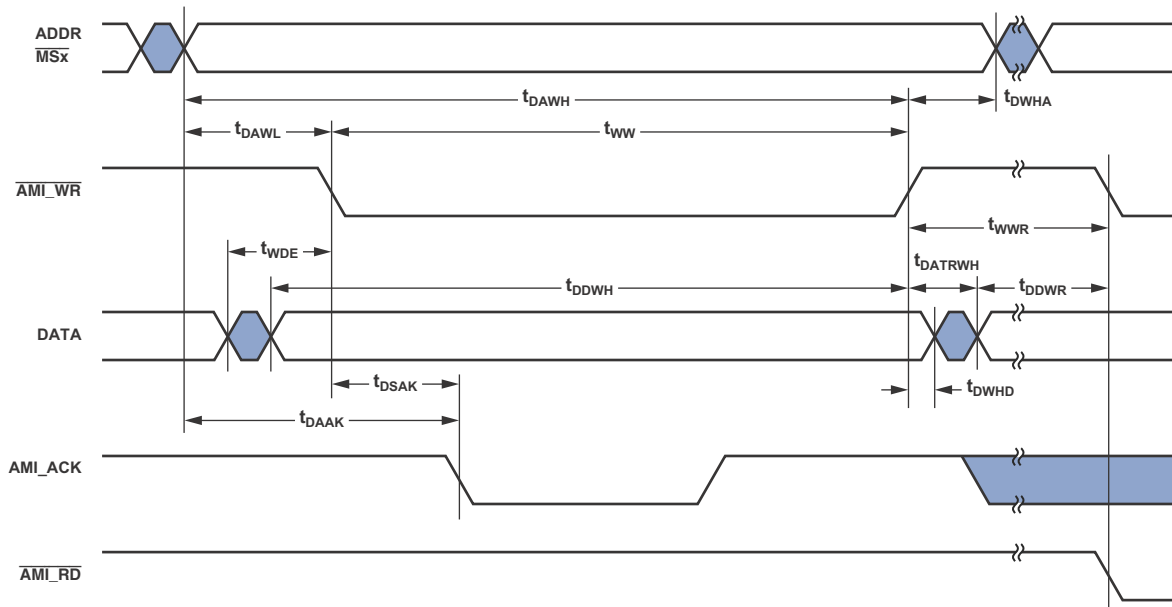 ADDR
MSx
tDAWH
tDWHA
tDAWL
tWW
AMI_WR
tWWR
tWDE
tDATRWH
tDDWH
tDDWR
DATA
tDSAK
tDWHD
tDAAK
AMI_ACK
AMI_RD